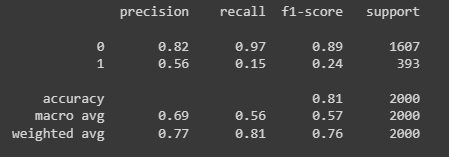 precision recall f1-score support
0 0.82 0.97 0.89 1607
1 0.56 0.15 0.24 393
accuracy 0.81 2000
macro avg 0.69 0.56 0.57 2000
weighted avg 0.77 0.81 0.76 2000